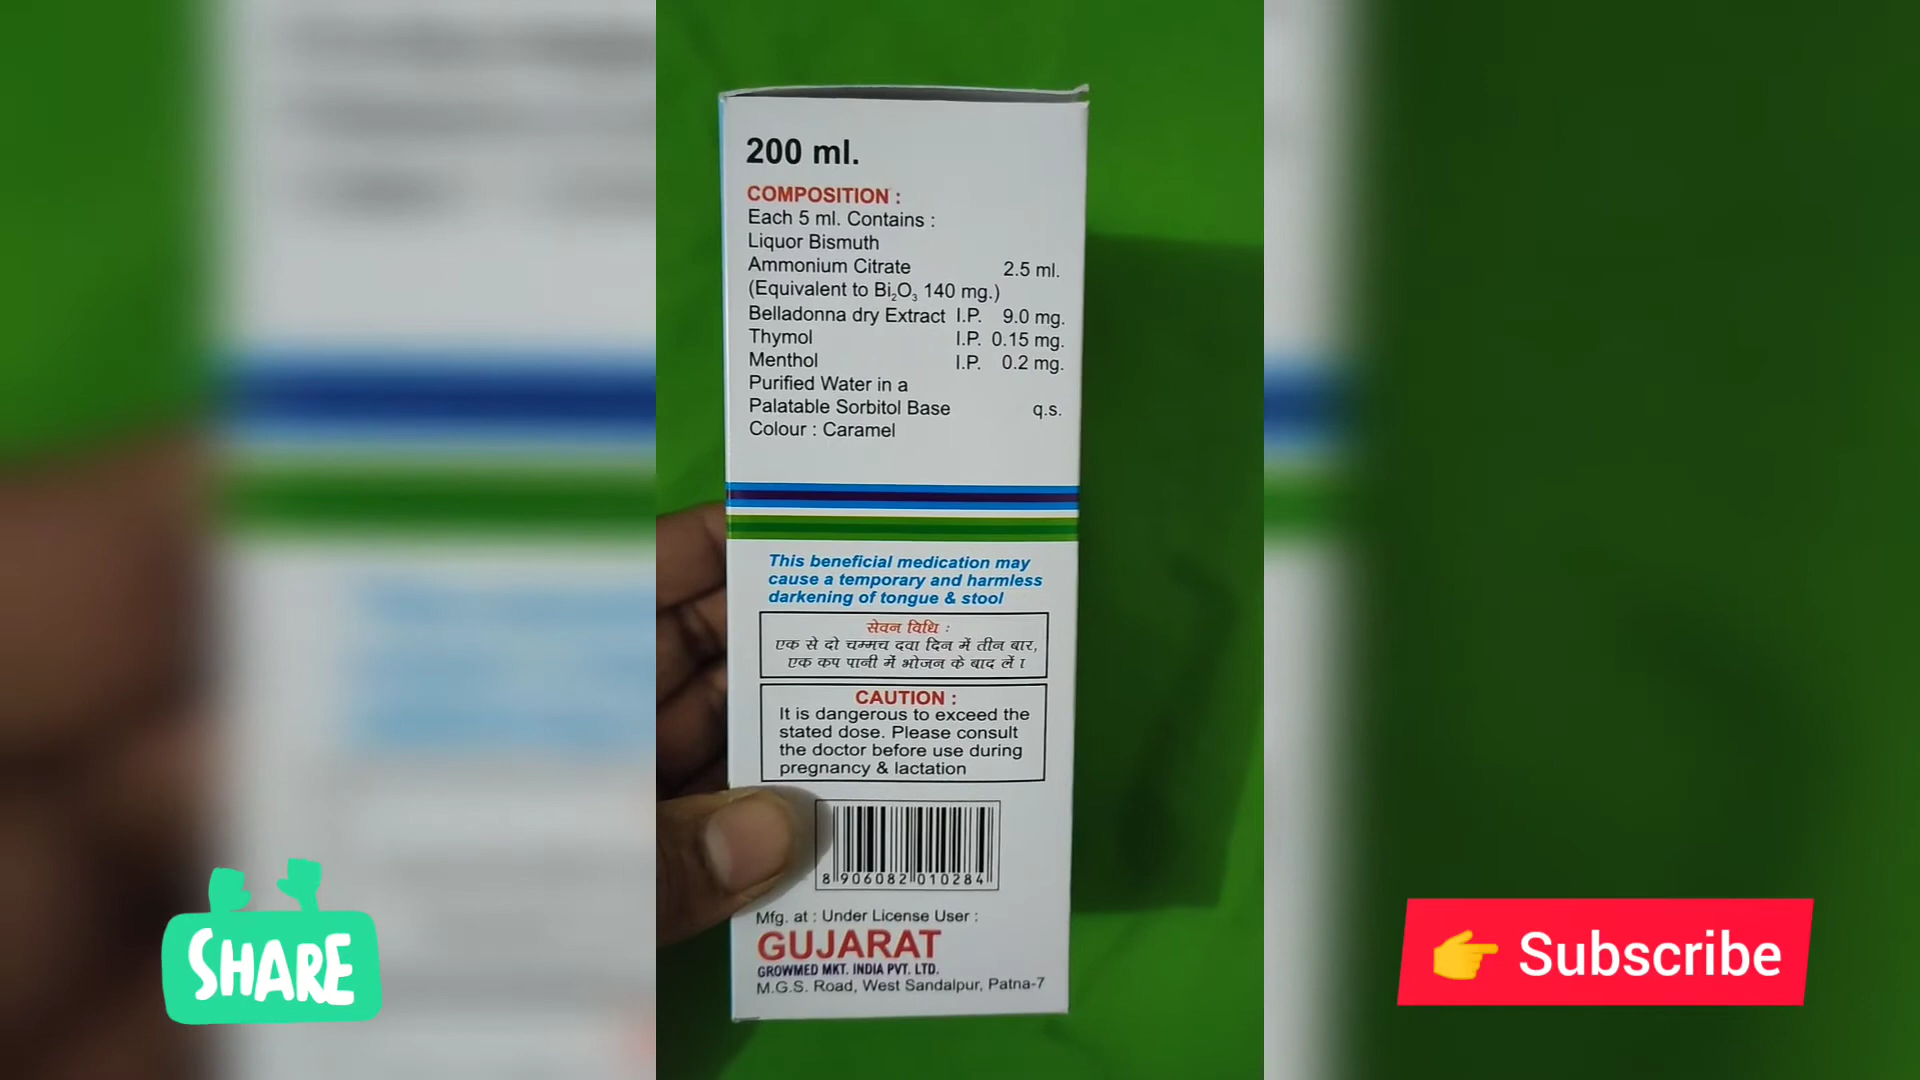 200 ml.
COMPOSITION :
Each 5 ml. Contains :
Liquor Bismuth
Ammonium Citrate 2.5 ml.
(Equivalent to Bi₂O₃ 140 mg.)
Belladonna dry Extract I.P. 9.0 mg.
Thymol I.P. 0.15 mg.
Menthol I.P. 0.2 mg.
Purified Water in a
Palatable Sorbitol Base q.s.
Colour : Caramel
This beneficial medication may
cause a temporary and harmless
darkening of tongue & stool
सेवन विधि :
एक से दो चम्मच दवा दिन में तीन बार,
एक कप पानी में भोजन के बाद लें ।
CAUTION :
It is dangerous to exceed the
stated dose. Please consult
the doctor before use during
pregnancy & lactation
8 906082 010284
Mfg. at : Under License User :
GUJARAT
GROWMED MKT. INDIA PVT. LTD.
M.G.S. Road, West Sandalpur, Patna-7
SHARE
Subscribe